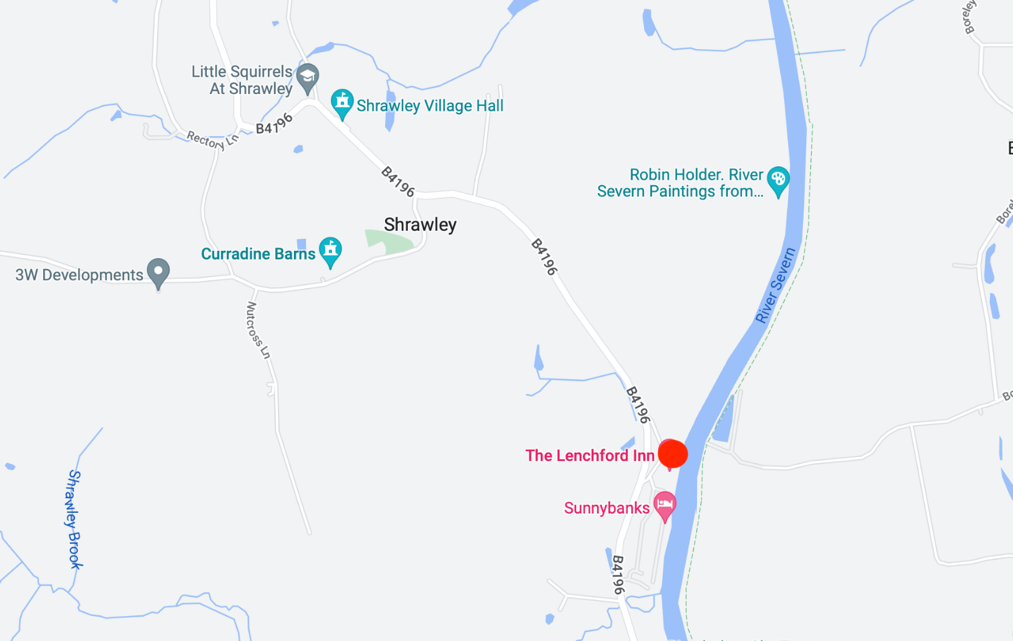 Boreley
Little Squirrels
At Shrawley
Shrawley Village Hall
B4196
Rectory Ln
B4196
Robin Holder. River
Severn Paintings from...
Shrawley
Curradine Barns
B4196
3W Developments
River Severn
Nutcross Ln
B4196
The Lenchford Inn
Sunnybanks
Shrawley Brook
B4196